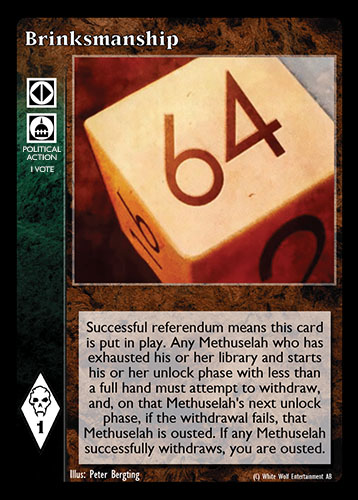 Brinksmanship
64
16
2
POLITICAL
ACTION
1 VOTE
Successful referendum means this card
is put in play. Any Methuselah who has
exhausted his or her library and starts
his or her unlock phase with less than
a full hand must attempt to withdraw,
and, on that Methuselah's next unlock
phase, if the withdrawal fails, that
Methuselah is ousted. If any Methuselah
successfully withdraws, you are ousted.
1
Illus: Peter Bergting
(C) White Wolf Entertainment AB